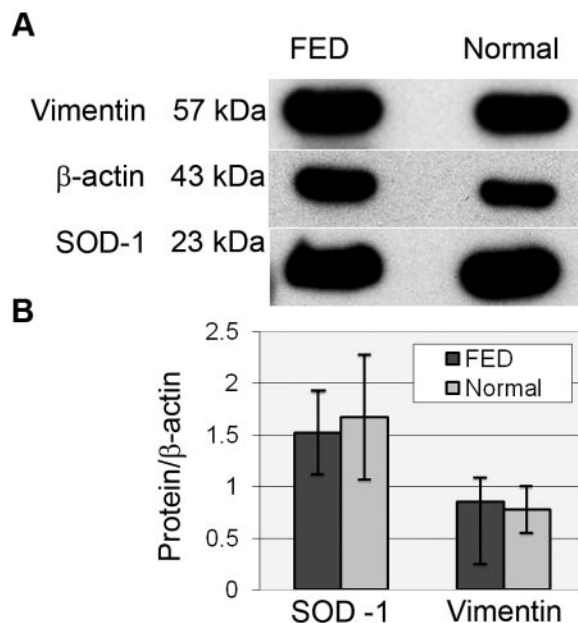 A
FED Normal
Vimentin 57 kDa
β-actin 43 kDa
SOD-1 23 kDa
B
2.5
2
1.5
1
0.5
0
Protein/β-actin
FED
Normal
SOD -1 Vimentin